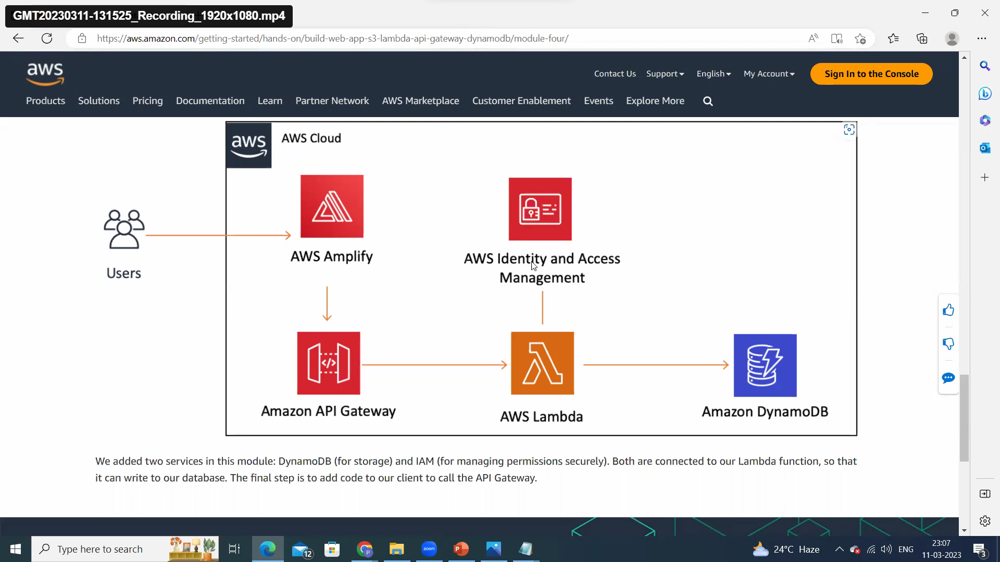 GMT20230311-131525_Recording_1920x1080.mp4
https://aws.amazon.com/getting-started/hands-on/build-web-app-s3-lambda-api-gateway-dynamodb/module-four/
aws
Contact Us Support English My Account Sign In to the Console
Products Solutions Pricing Documentation Learn Partner Network AWS Marketplace Customer Enablement Events Explore More
aws AWS Cloud
Users
AWS Amplify
AWS Identity and Access
Management
Amazon API Gateway
AWS Lambda
Amazon DynamoDB
We added two services in this module: DynamoDB (for storage) and IAM (for managing permissions securely). Both are connected to our Lambda function, so that
it can write to our database. The final step is to add code to our client to call the API Gateway.
Type here to search
12
zoom
24°C Haze
ENG
23:07
11-03-2023
3